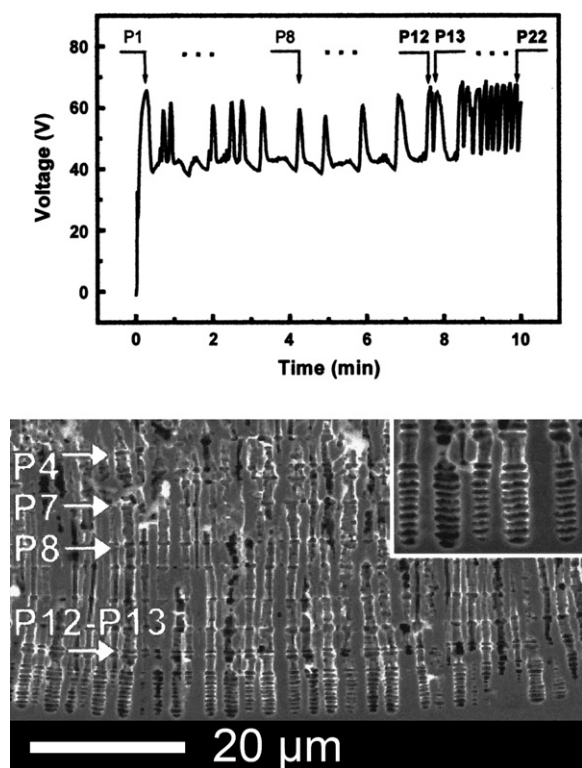 P1
P8
P12
P13
P22
80
60
40
20
0
Voltage (V)
0 2 4 6 8 10
Time (min)
P4
P7
P8
P12-P13
20 μm